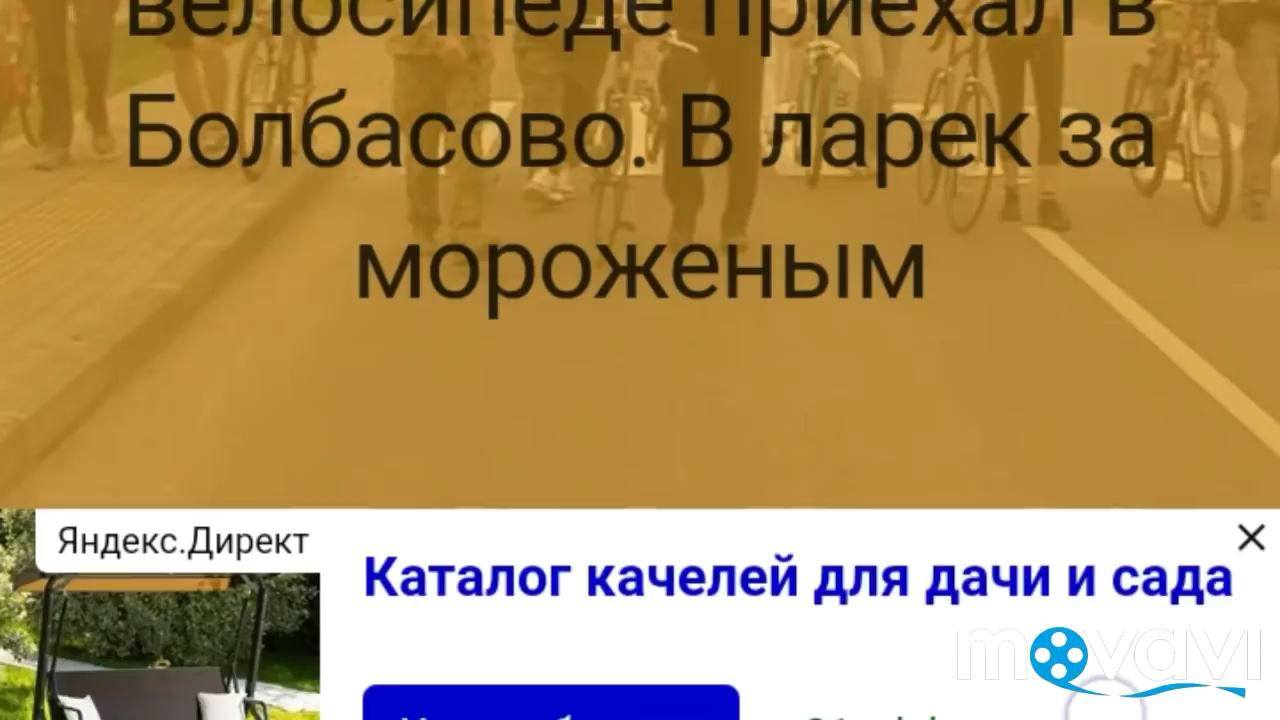 велосипеде приехал в
Болбасово. В ларек за
мороженым
Яндекс.Директ
Каталог качелей для дачи и сада
movavi